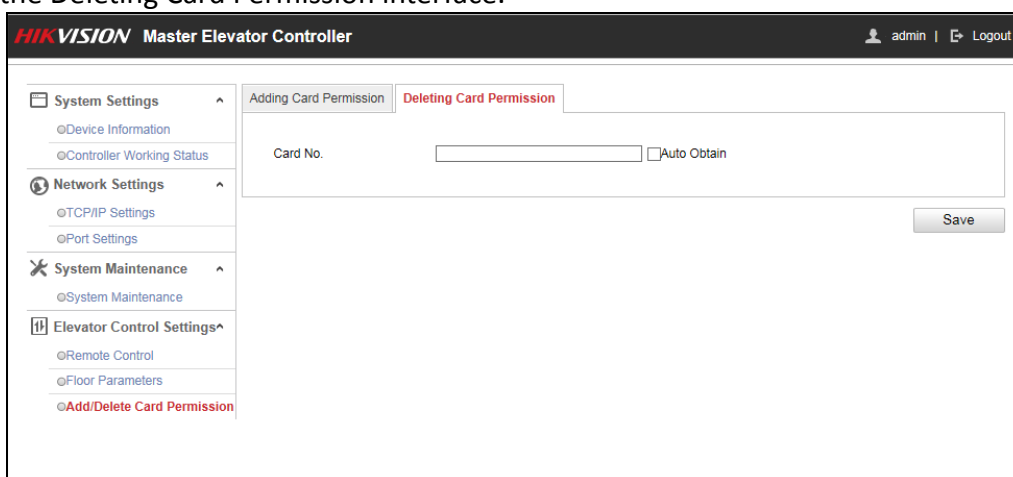 the Deleting Card Permission interface.
HIKVISION Master Elevator Controller admin | Logout
System Settings
Device Information
Controller Working Status
Network Settings
TCP/IP Settings
Port Settings
System Maintenance
System Maintenance
Elevator Control Settings
Remote Control
Floor Parameters
Add/Delete Card Permission
Adding Card Permission Deleting Card Permission
Card No. Auto Obtain
Save